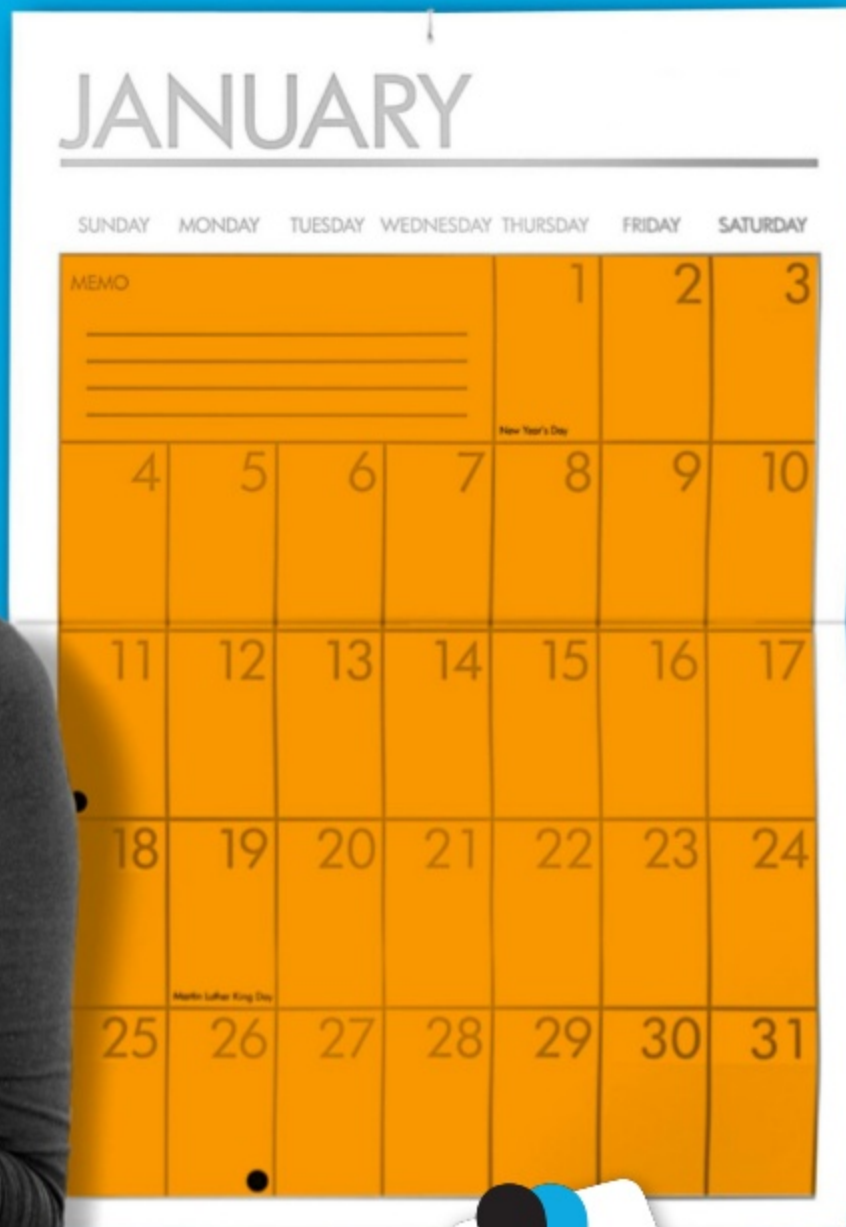 JANUARY
SUNDAY MONDAY TUESDAY WEDNESDAY THURSDAY FRIDAY SATURDAY
MEMO 1 2 3
New Year's Day
4 5 6 7 8 9 10
11 12 13 14 15 16 17
18 19 20 21 22 23 24
Martin Luther King Day
25 26 27 28 29 30 31